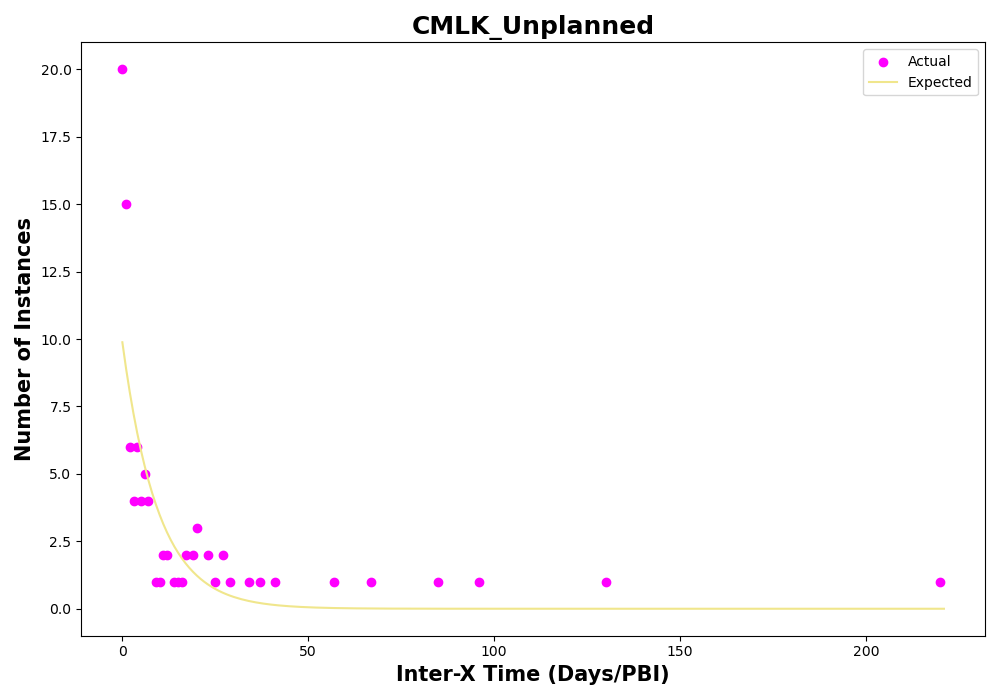 CMLK_Unplanned
Actual
Expected
Number of Instances
20.0
17.5
15.0
12.5
10.0
7.5
5.0
2.5
0.0
0
50
100
150
200
Inter-X Time (Days/PBI)